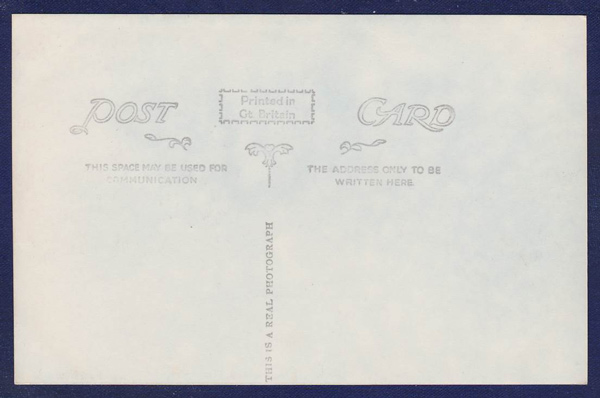 POST CARD
Printed in
Gt. Britain
THIS SPACE MAY BE USED FOR
COMMUNICATION
THE ADDRESS ONLY TO BE
WRITTEN HERE.
THIS IS A REAL PHOTOGRAPH